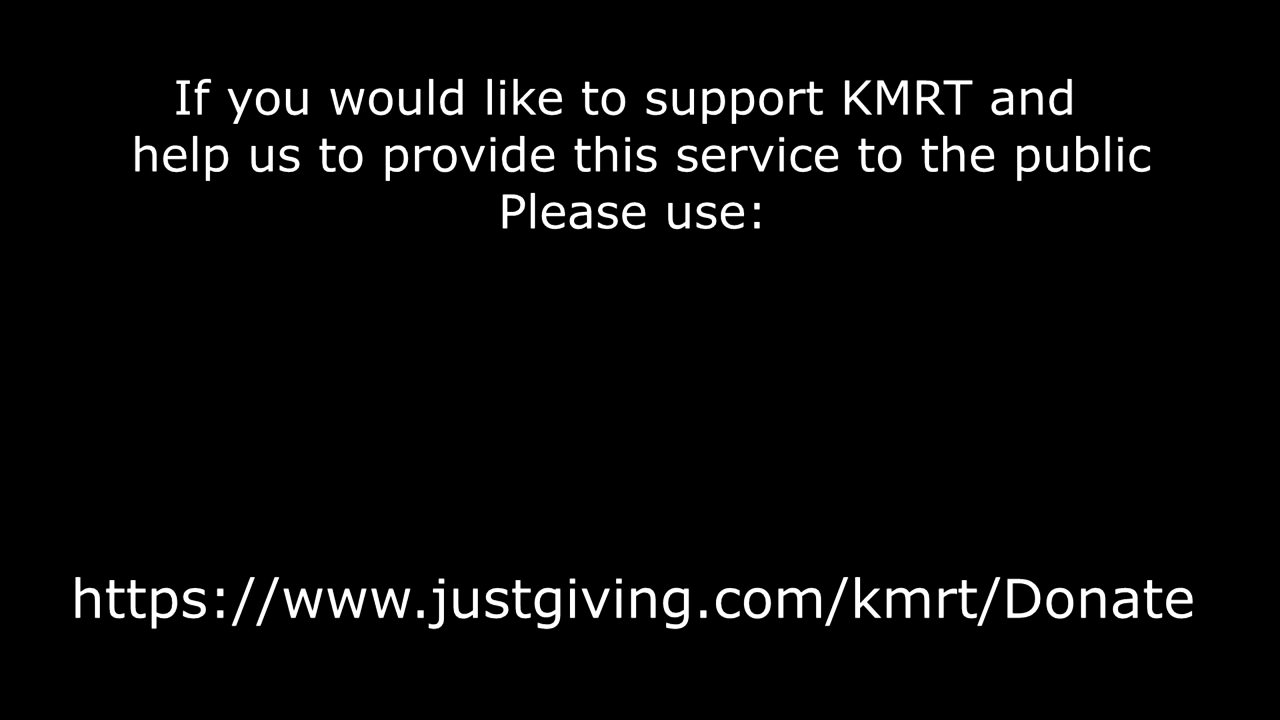 If you would like to support KMRT and
help us to provide this service to the public
Please use:
https://www.justgiving.com/kmrt/Donate